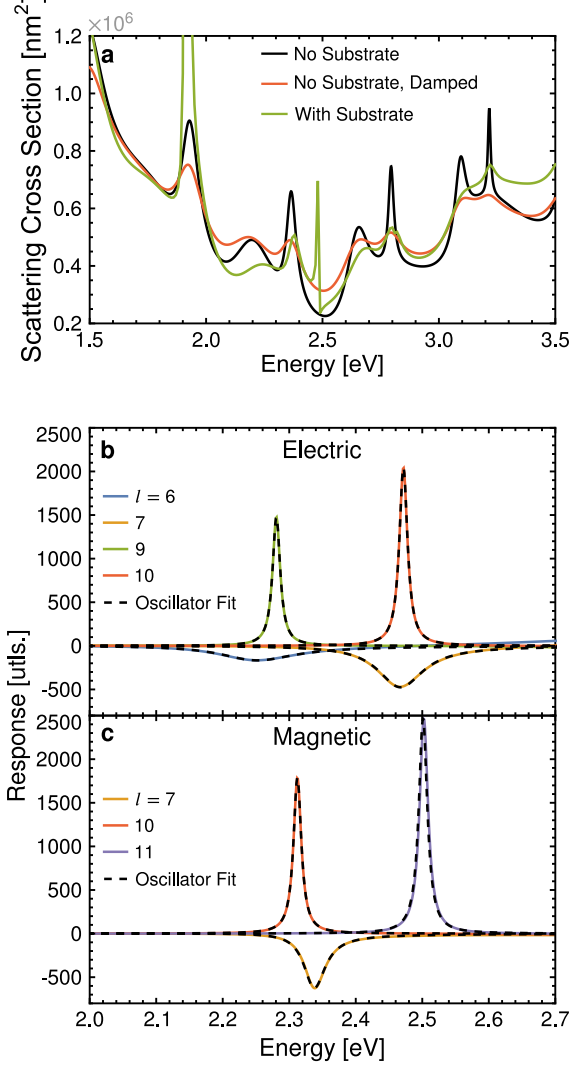 ×10⁶
Scattering Cross Section [nm²
1.2
a
No Substrate
1.0
No Substrate, Damped
With Substrate
0.8
0.6
0.4
0.2
1.5 2.0 2.5 3.0 3.5
Energy [eV]
2500
b
Electric
2000
l = 6
1500
7
9
1000
10
500
Oscillator Fit
0
-500
Response [utls.]
2500
c
Magnetic
2000
l = 7
1500
10
1000
11
500
Oscillator Fit
0
-500
2.0 2.1 2.2 2.3 2.4 2.5 2.6 2.7
Energy [eV]